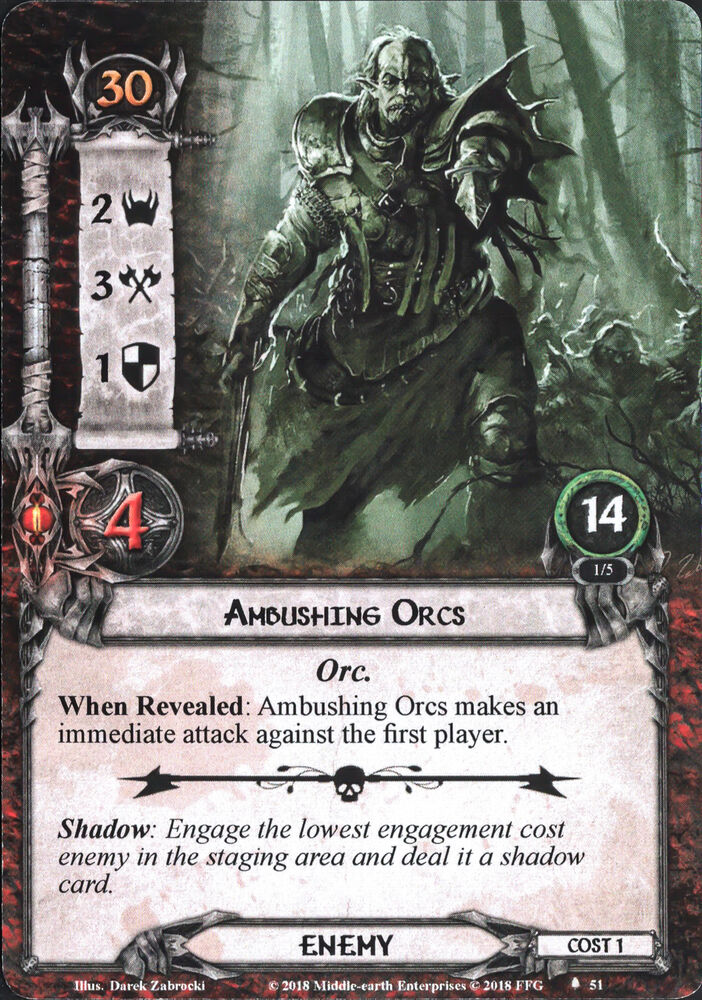 30
2
3
1
4
14
1/5
Ambushing Orcs
Orc.
When Revealed: Ambushing Orcs makes an
immediate attack against the first player.
Shadow: Engage the lowest engagement cost
enemy in the staging area and deal it a shadow
card.
ENEMY
COST 1
Illus. Darek Zabrocki
© 2018 Middle-earth Enterprises © 2018 FFG
51